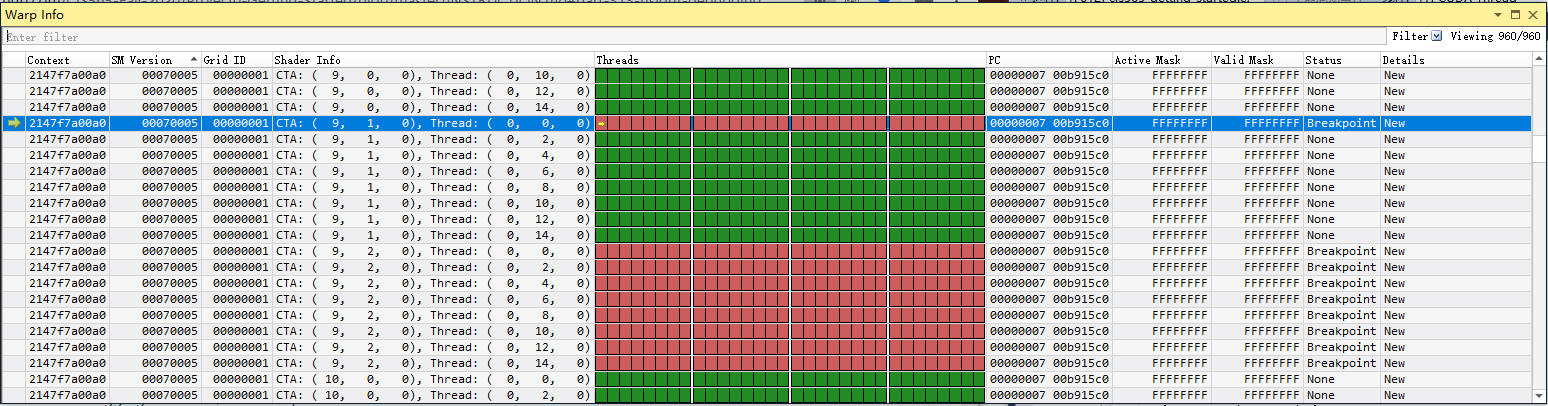 Warp Info
Enter filter Filter Viewing 960/960
Context SM Version Grid ID Shader Info Threads PC Active Mask Valid Mask Status Details
2147f7a00a0 00070005 00000001 CTA: ( 9, 0, 0), Thread: ( 0, 10, 0) 00000007 00b915c0 FFFFFFFF FFFFFFFF None New
2147f7a00a0 00070005 00000001 CTA: ( 9, 0, 0), Thread: ( 0, 12, 0) 00000007 00b915c0 FFFFFFFF FFFFFFFF None New
2147f7a00a0 00070005 00000001 CTA: ( 9, 0, 0), Thread: ( 0, 14, 0) 00000007 00b915c0 FFFFFFFF FFFFFFFF None New
2147f7a00a0 00070005 00000001 CTA: ( 9, 1, 0), Thread: ( 0, 0, 0) 00000007 00b915c0 FFFFFFFF FFFFFFFF Breakpoint New
2147f7a00a0 00070005 00000001 CTA: ( 9, 1, 0), Thread: ( 0, 2, 0) 00000007 00b915c0 FFFFFFFF FFFFFFFF None New
2147f7a00a0 00070005 00000001 CTA: ( 9, 1, 0), Thread: ( 0, 4, 0) 00000007 00b915c0 FFFFFFFF FFFFFFFF None New
2147f7a00a0 00070005 00000001 CTA: ( 9, 1, 0), Thread: ( 0, 6, 0) 00000007 00b915c0 FFFFFFFF FFFFFFFF None New
2147f7a00a0 00070005 00000001 CTA: ( 9, 1, 0), Thread: ( 0, 8, 0) 00000007 00b915c0 FFFFFFFF FFFFFFFF None New
2147f7a00a0 00070005 00000001 CTA: ( 9, 1, 0), Thread: ( 0, 10, 0) 00000007 00b915c0 FFFFFFFF FFFFFFFF None New
2147f7a00a0 00070005 00000001 CTA: ( 9, 1, 0), Thread: ( 0, 12, 0) 00000007 00b915c0 FFFFFFFF FFFFFFFF None New
2147f7a00a0 00070005 00000001 CTA: ( 9, 1, 0), Thread: ( 0, 14, 0) 00000007 00b915c0 FFFFFFFF FFFFFFFF None New
2147f7a00a0 00070005 00000001 CTA: ( 9, 2, 0), Thread: ( 0, 0, 0) 00000007 00b915c0 FFFFFFFF FFFFFFFF Breakpoint New
2147f7a00a0 00070005 00000001 CTA: ( 9, 2, 0), Thread: ( 0, 2, 0) 00000007 00b915c0 FFFFFFFF FFFFFFFF Breakpoint New
2147f7a00a0 00070005 00000001 CTA: ( 9, 2, 0), Thread: ( 0, 4, 0) 00000007 00b915c0 FFFFFFFF FFFFFFFF Breakpoint New
2147f7a00a0 00070005 00000001 CTA: ( 9, 2, 0), Thread: ( 0, 6, 0) 00000007 00b915c0 FFFFFFFF FFFFFFFF Breakpoint New
2147f7a00a0 00070005 00000001 CTA: ( 9, 2, 0), Thread: ( 0, 8, 0) 00000007 00b915c0 FFFFFFFF FFFFFFFF Breakpoint New
2147f7a00a0 00070005 00000001 CTA: ( 9, 2, 0), Thread: ( 0, 10, 0) 00000007 00b915c0 FFFFFFFF FFFFFFFF Breakpoint New
2147f7a00a0 00070005 00000001 CTA: ( 9, 2, 0), Thread: ( 0, 12, 0) 00000007 00b915c0 FFFFFFFF FFFFFFFF Breakpoint New
2147f7a00a0 00070005 00000001 CTA: ( 9, 2, 0), Thread: ( 0, 14, 0) 00000007 00b915c0 FFFFFFFF FFFFFFFF Breakpoint New
2147f7a00a0 00070005 00000001 CTA: ( 10, 0, 0), Thread: ( 0, 0, 0) 00000007 00b915c0 FFFFFFFF FFFFFFFF None New
2147f7a00a0 00070005 00000001 CTA: ( 10, 0, 0), Thread: ( 0, 2, 0) 00000007 00b915c0 FFFFFFFF FFFFFFFF None New